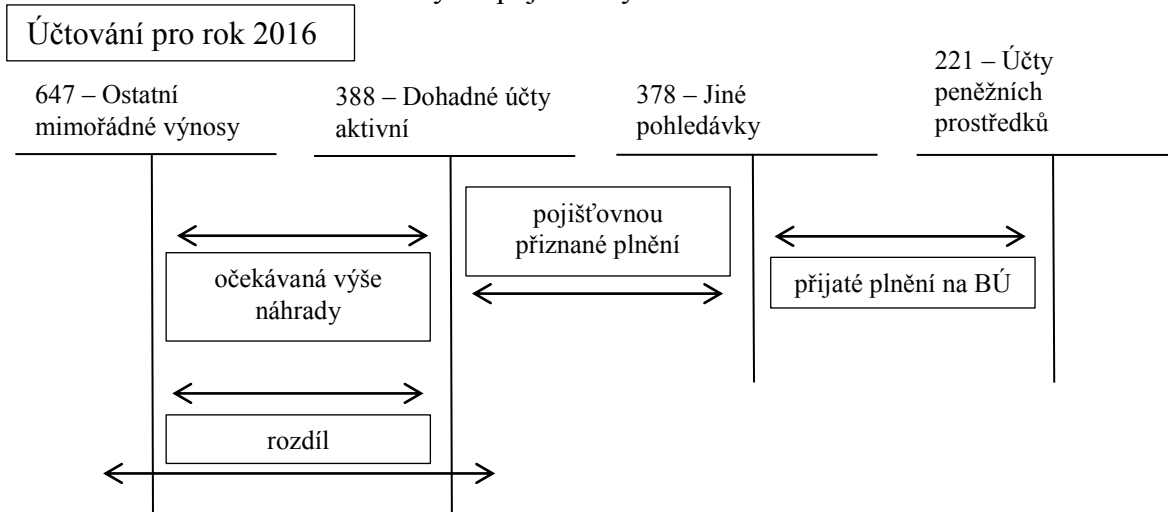 Účtování pro rok 2016
647 – Ostatní
mimořádné výnosy
388 – Dohadné účty
aktivní
378 – Jiné
pohledávky
221 – Účty
peněžních
prostředků
pojišťovnou
přiznané plnění
očekávaná výše
náhrady
přijaté plnění na BÚ
rozdíl